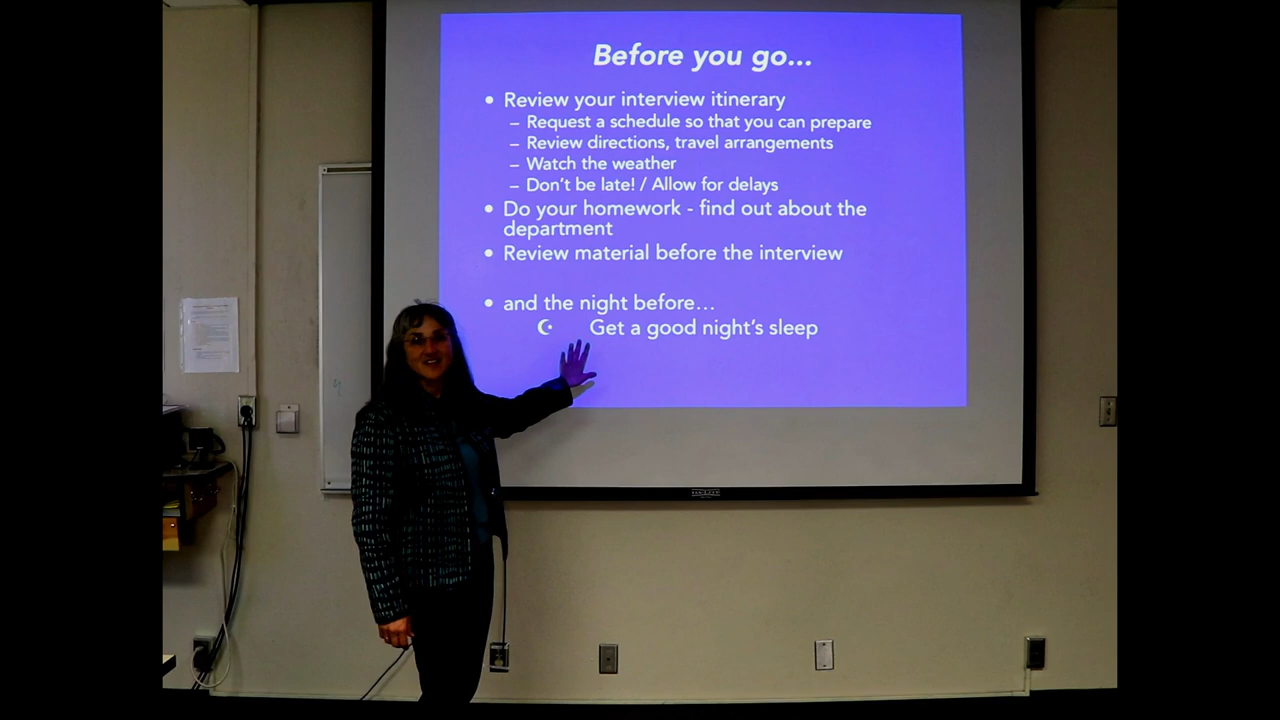 Before you go...
• Review your interview itinerary
– Request a schedule so that you can prepare
– Review directions, travel arrangements
– Watch the weather
– Don't be late! / Allow for delays
• Do your homework - find out about the
department
• Review material before the interview
• and the night before...
☪ Get a good night's sleep